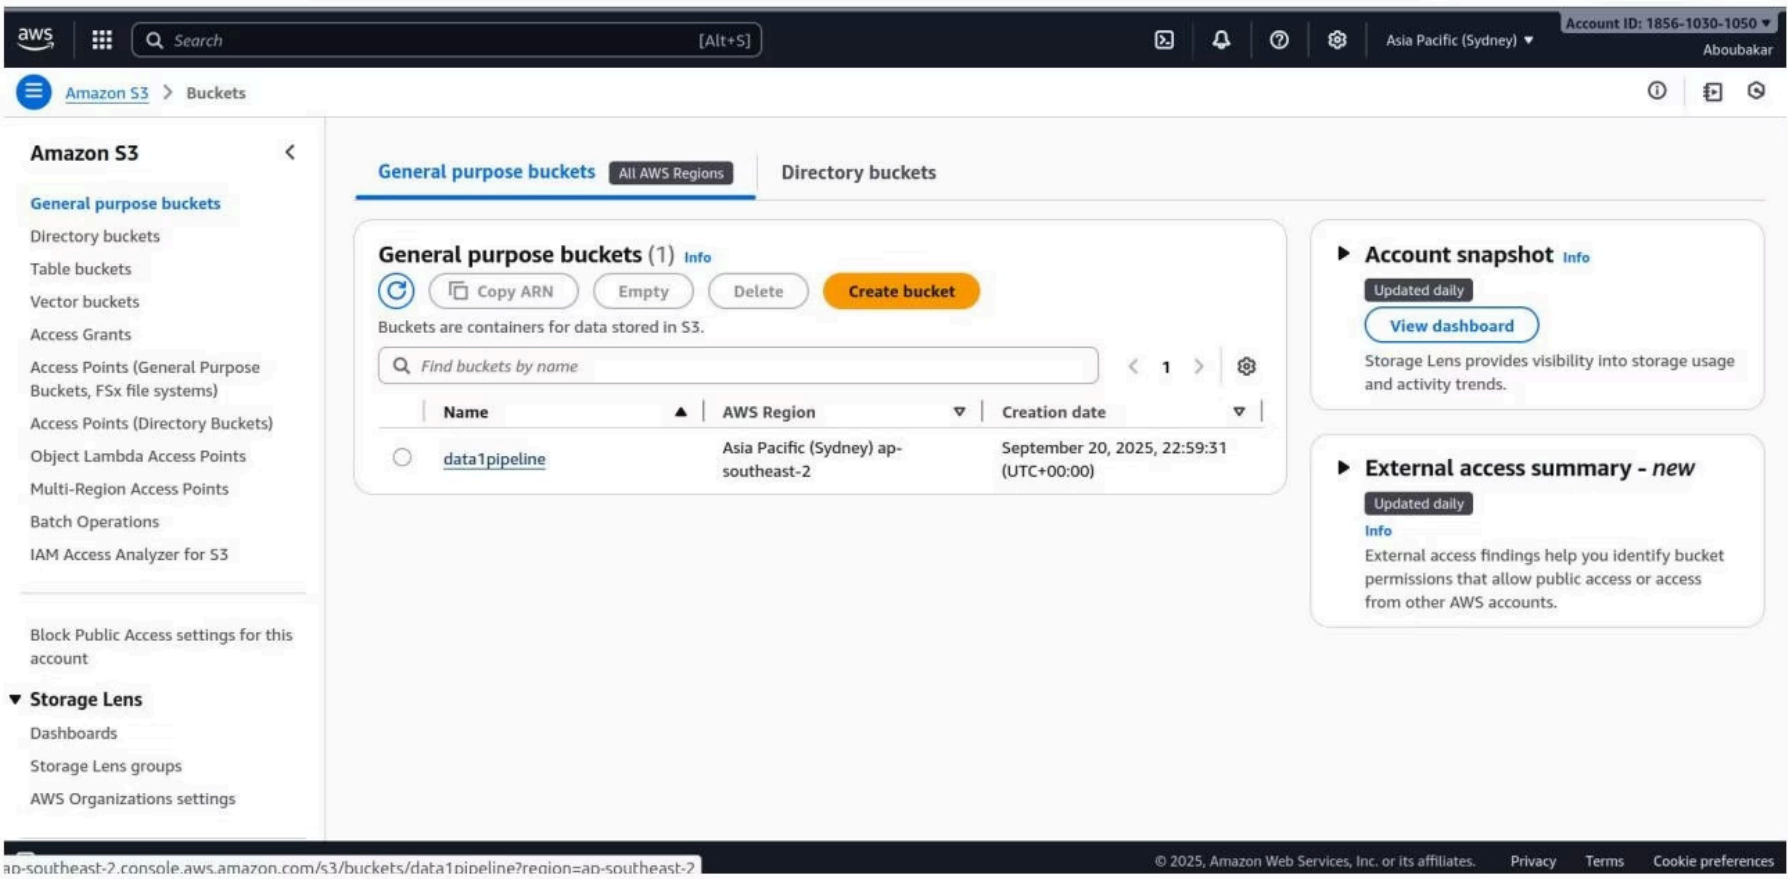 aws
Search
[Alt+S]
Asia Pacific (Sydney)
Account ID: 1856-1030-1050
Aboubakar
Amazon S3 > Buckets
Amazon S3
General purpose buckets
Directory buckets
Table buckets
Vector buckets
Access Grants
Access Points (General Purpose
Buckets, FSx file systems)
Access Points (Directory Buckets)
Object Lambda Access Points
Multi-Region Access Points
Batch Operations
IAM Access Analyzer for S3
Block Public Access settings for this
account
Storage Lens
Dashboards
Storage Lens groups
AWS Organizations settings
General purpose buckets All AWS Regions
Directory buckets
General purpose buckets (1) Info
Copy ARN
Empty
Delete
Create bucket
Buckets are containers for data stored in S3.
Find buckets by name
1
Name
AWS Region
Creation date
data1pipeline
Asia Pacific (Sydney) ap-
southeast-2
September 20, 2025, 22:59:31
(UTC+00:00)
Account snapshot Info
Updated daily
View dashboard
Storage Lens provides visibility into storage usage
and activity trends.
External access summary - new
Updated daily
Info
External access findings help you identify bucket
permissions that allow public access or access
from other AWS accounts.
ap-southeast-2.console.aws.amazon.com/s3/buckets/data1pipeline?region=ap-southeast-2
© 2025, Amazon Web Services, Inc. or its affiliates.
Privacy
Terms
Cookie preferences